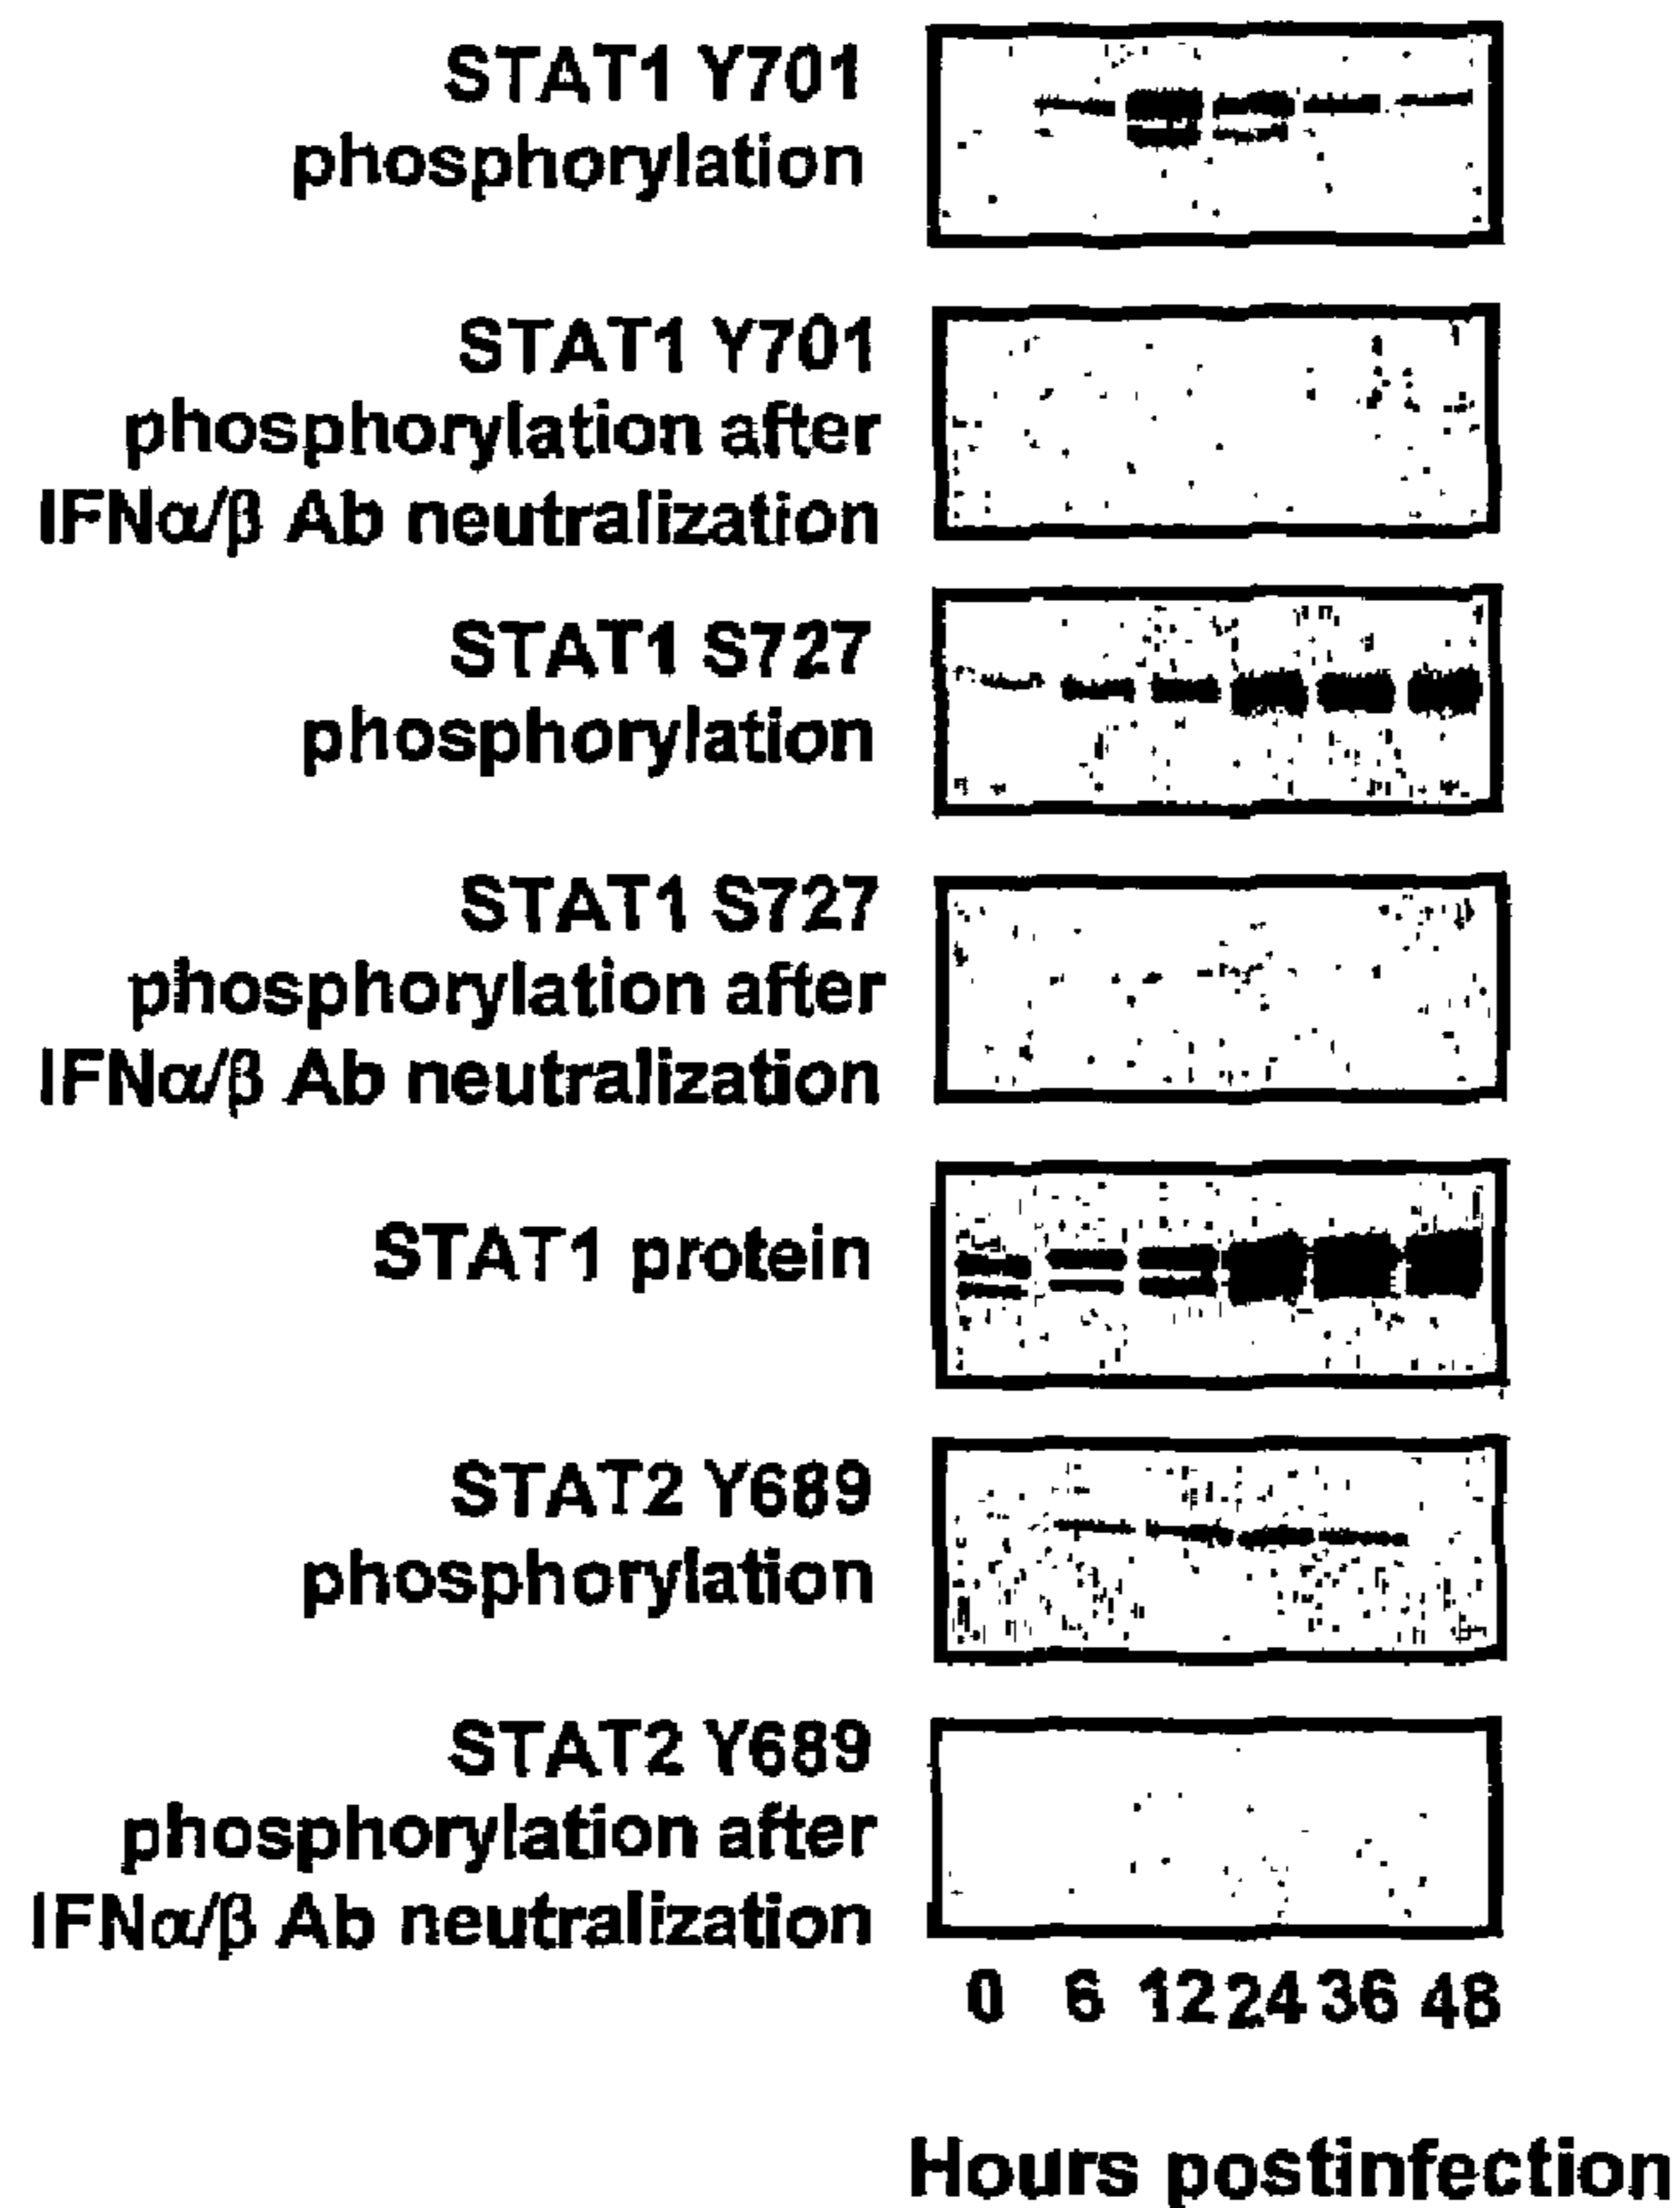 STAT1 Y701
phosphorylation
STAT1 Y701
phosphorylation after
IFNα/β Ab neutralization
STAT1 S727
phosphorylation
STAT1 S727
phosphorylation after
IFNα/β Ab neutralization
STAT1 protein
STAT2 Y689
phosphorylation
STAT2 Y689
phosphorylation after
IFNα/β Ab neutralization
0 6 12 24 36 48
Hours postinfection